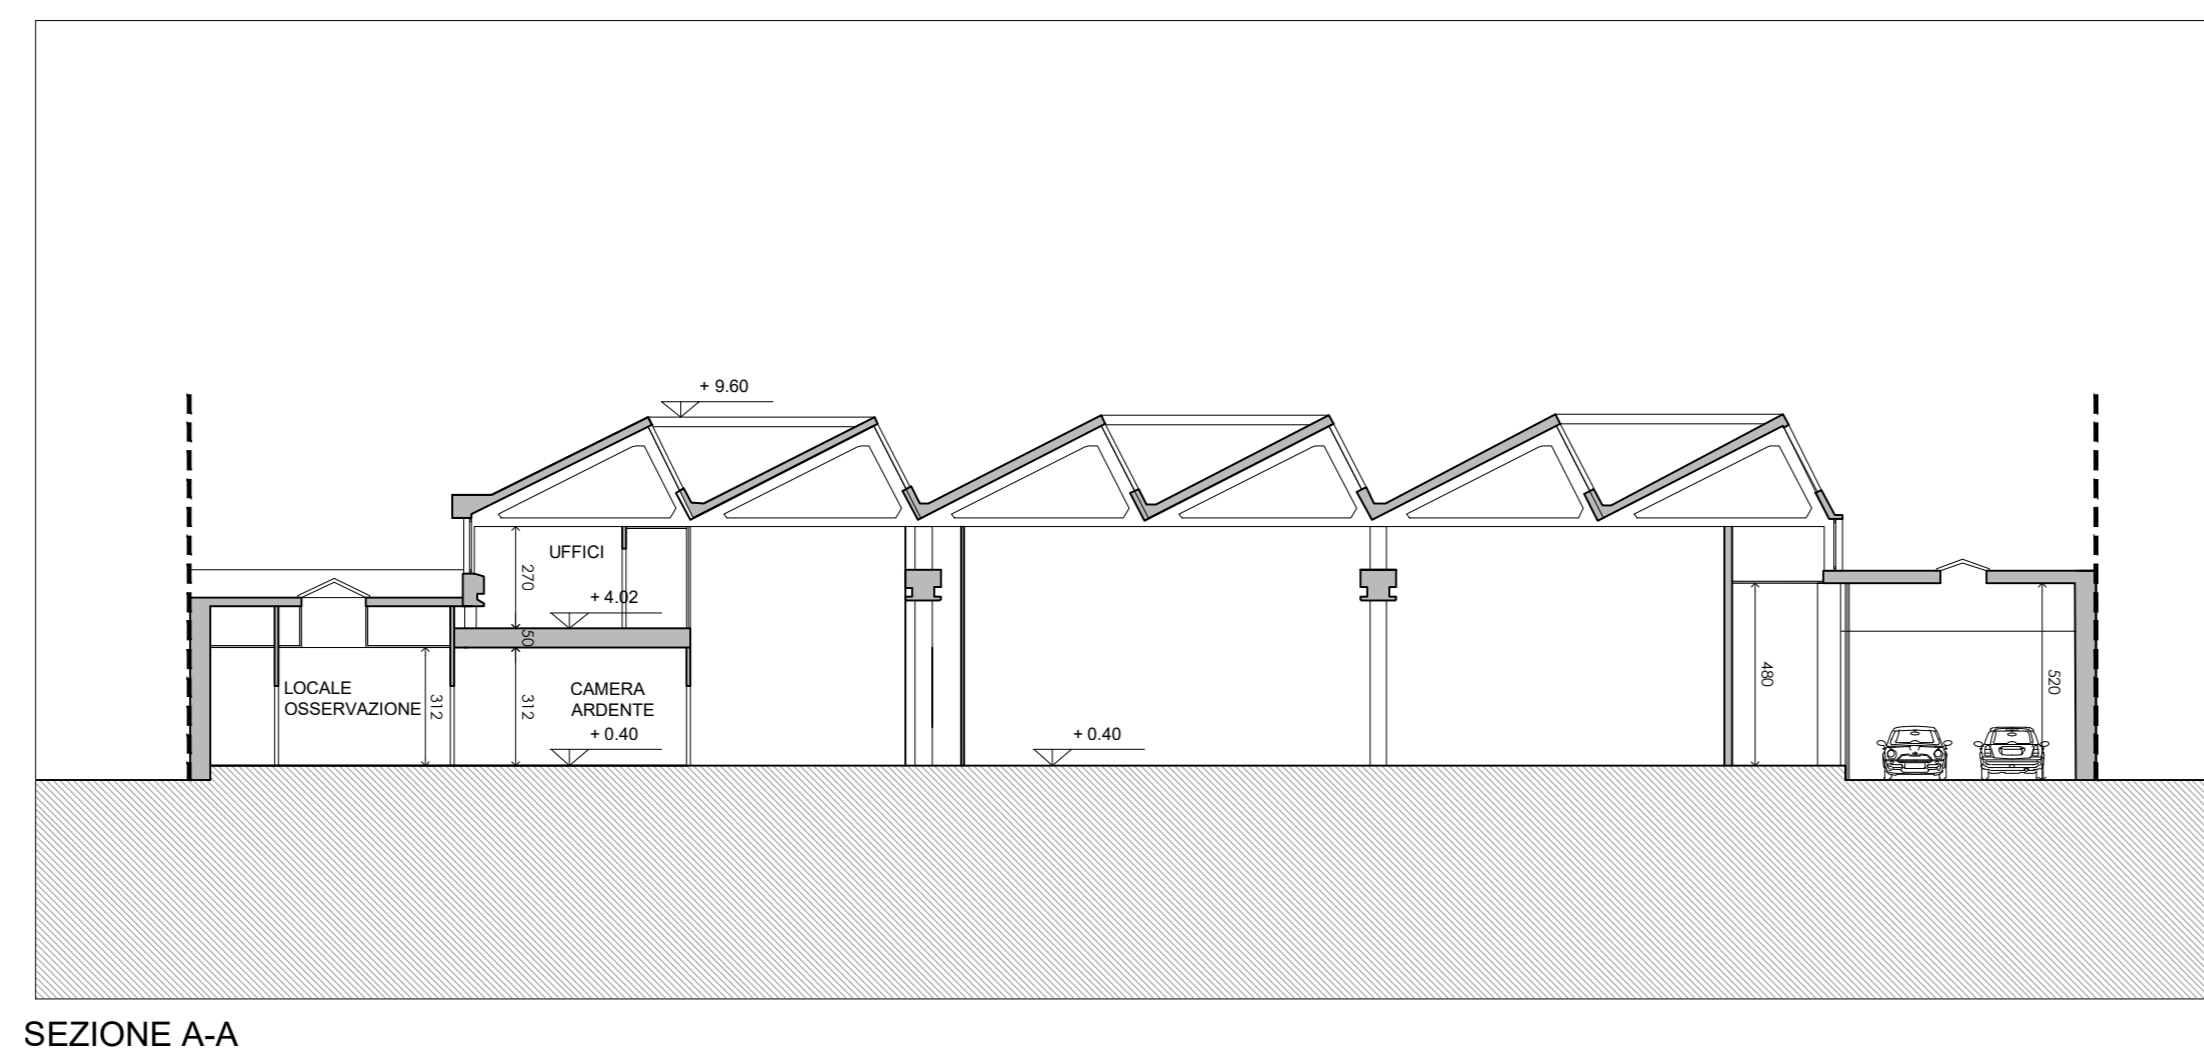 + 9.60
UFFICI
270
+ 4.02
50
LOCALE
OSSERVAZIONE
312
312
CAMERA
ARDENTE
+ 0.40
+ 0.40
480
520
SEZIONE A-A